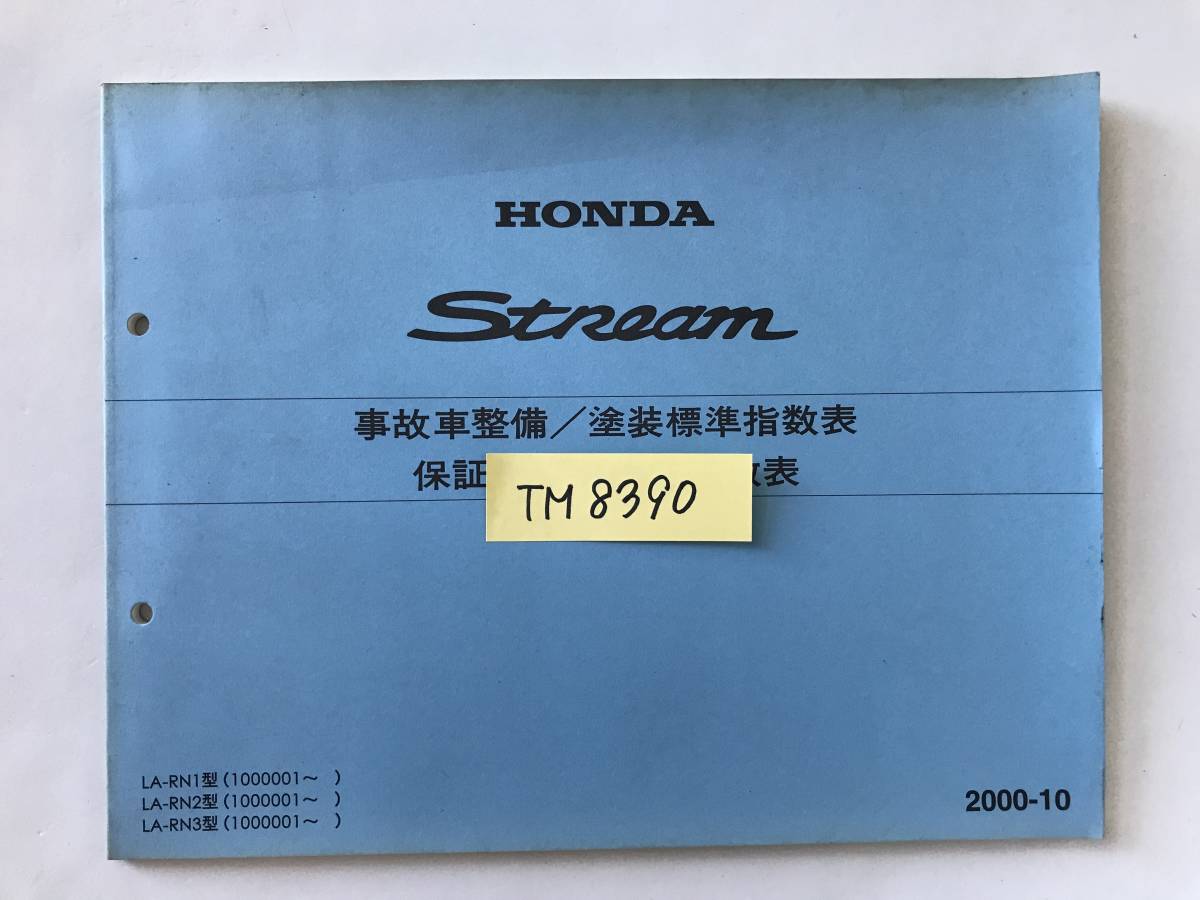 HONDA
Stream
事故車整備／塗装標準指数表
保証 数表
TM 8390
LA-RN1型(1000001～ )
LA-RN2型(1000001～ )
LA-RN3型(1000001～ )
2000-10